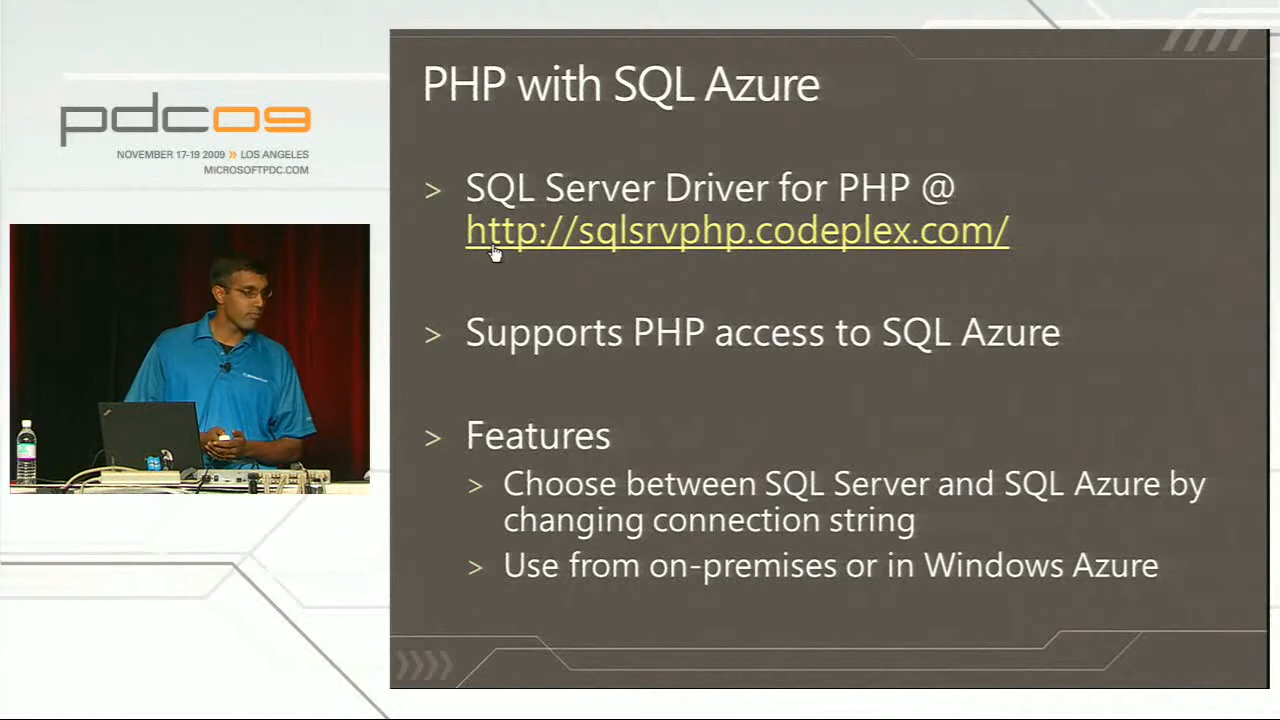 pdc09
NOVEMBER 17-19 2009 » LOS ANGELES
MICROSOFTPDC.COM
PHP with SQL Azure
> SQL Server Driver for PHP @
http://sqlsrvphp.codeplex.com/
> Supports PHP access to SQL Azure
> Features
> Choose between SQL Server and SQL Azure by
changing connection string
> Use from on-premises or in Windows Azure